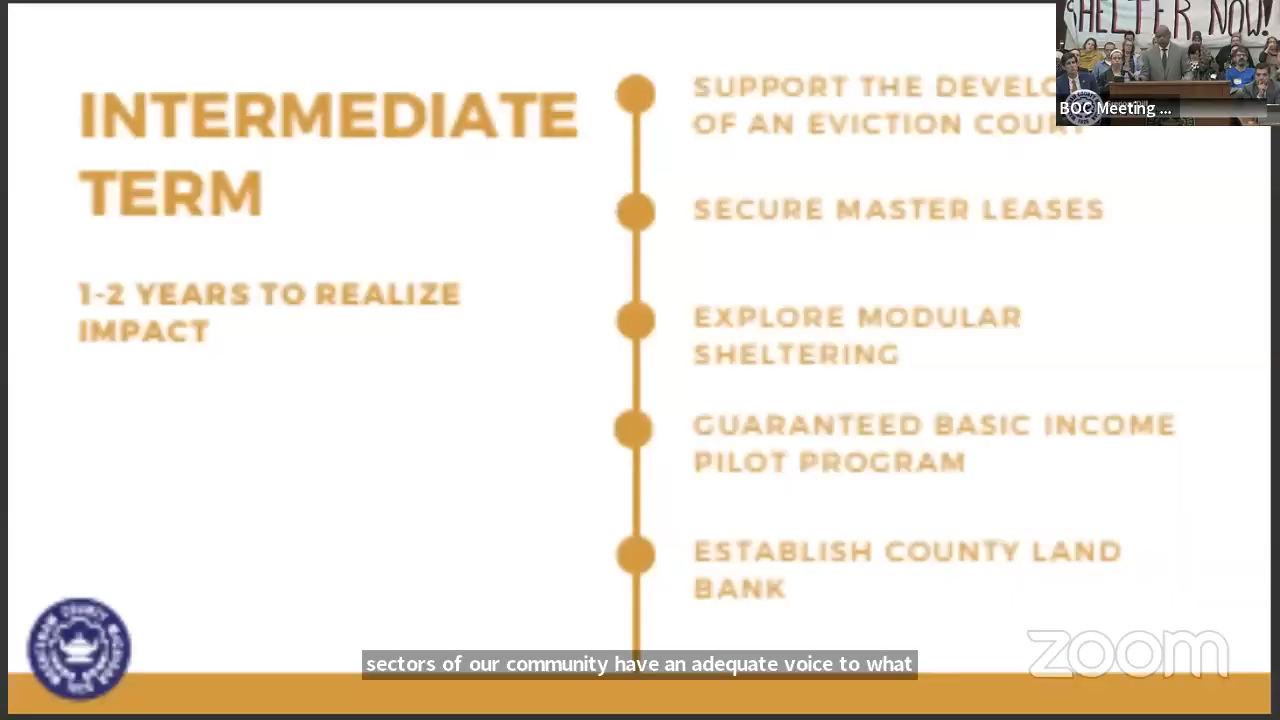 INTERMEDIATE
TERM
1-2 YEARS TO REALIZE
IMPACT
SUPPORT THE DEVELO
OF AN EVICTION COURT
SECURE MASTER LEASES
EXPLORE MODULAR
SHELTERING
GUARANTEED BASIC INCOME
PILOT PROGRAM
ESTABLISH COUNTY LAND
BANK
SHELTER NOW!
BOC Meeting ...
sectors of our community have an adequate voice to what
zoom